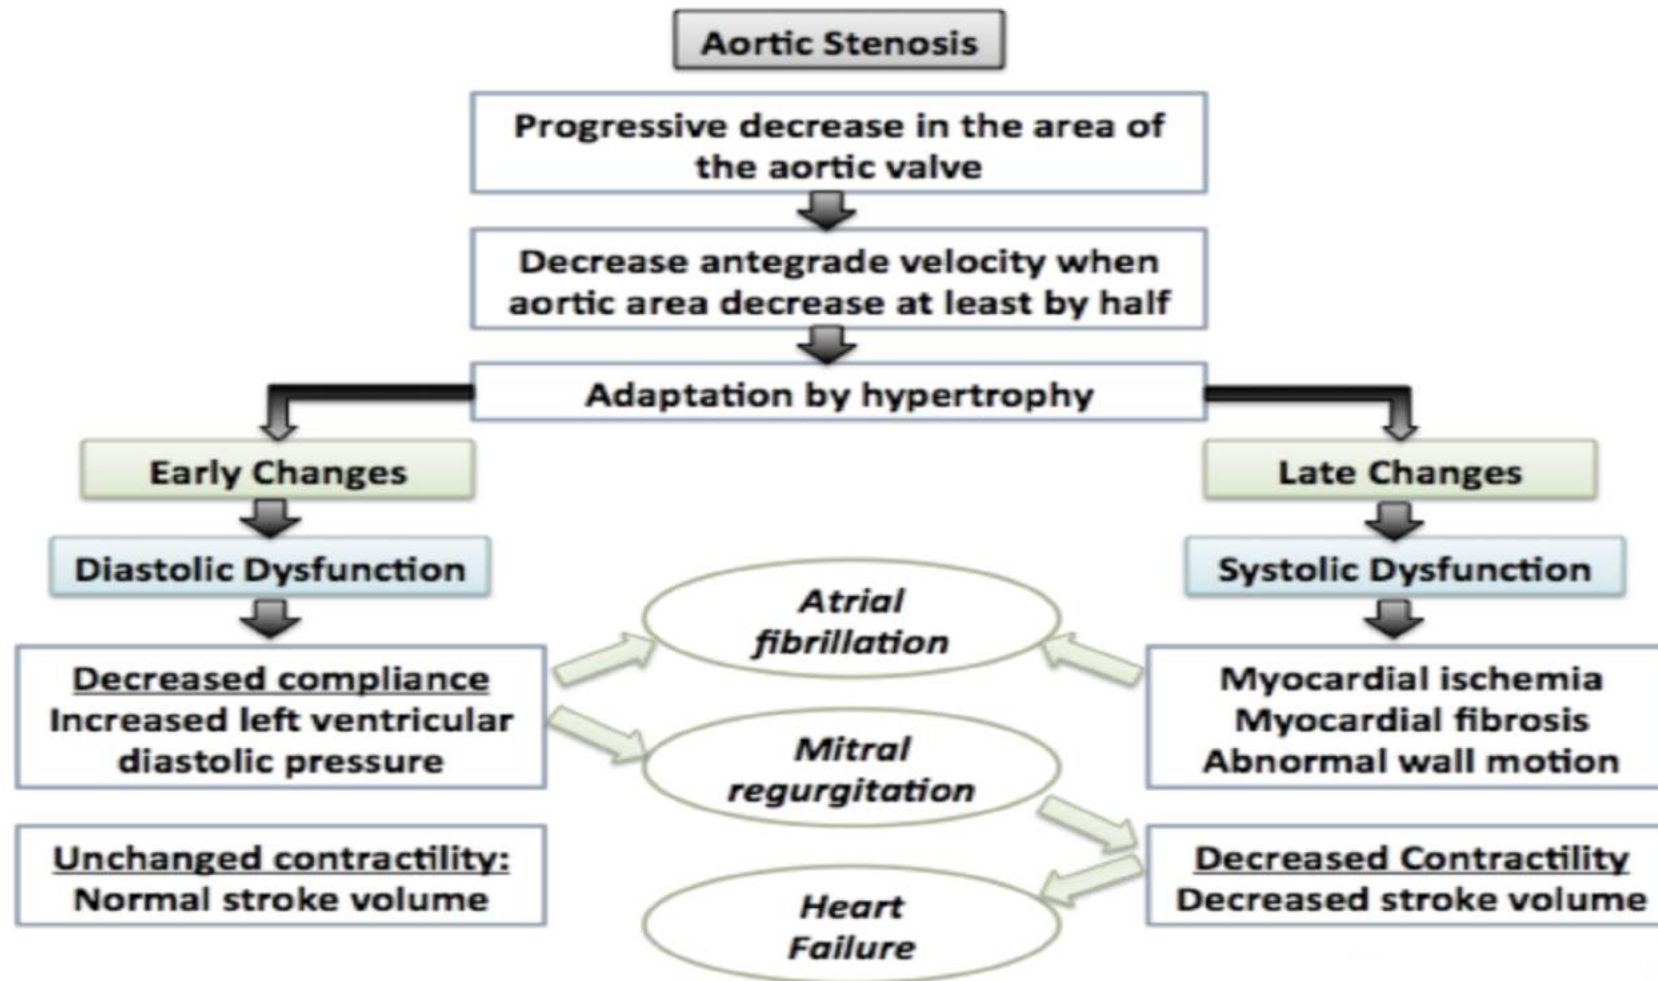 Aortic Stenosis
Progressive decrease in the area of
the aortic valve
Decrease antegrade velocity when
aortic area decrease at least by half
Adaptation by hypertrophy
Early Changes
Late Changes
Diastolic Dysfunction
Systolic Dysfunction
Decreased compliance
Increased left ventricular
diastolic pressure
Atrial
fibrillation
Myocardial ischemia
Myocardial fibrosis
Abnormal wall motion
Mitral
regurgitation
Unchanged contractility:
Normal stroke volume
Decreased Contractility
Decreased stroke volume
Heart
Failure